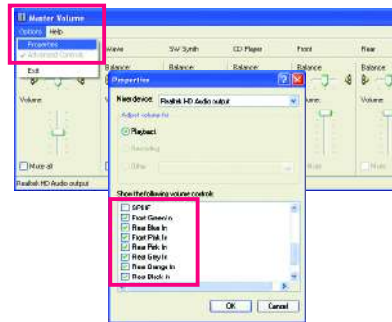 Master Volume
Options Help
Properties
Advanced Controls
Exit
Wave SW Synth CD Player Front Rear
Balance: Balance: Balance: Balance: Balance:
Volume: Volume:
Mute all
Mute
Realtek HD Audio output
Properties
Mixer device: Realtek HD Audio output
Adjust volume for
Playback
Recording
Other
Show the following volume controls:
SPDIF
Front Green In
Rear Blue In
Front Pink In
Rear Pink In
Rear Grey In
Rear Orange In
Rear Black In
OK Cancel